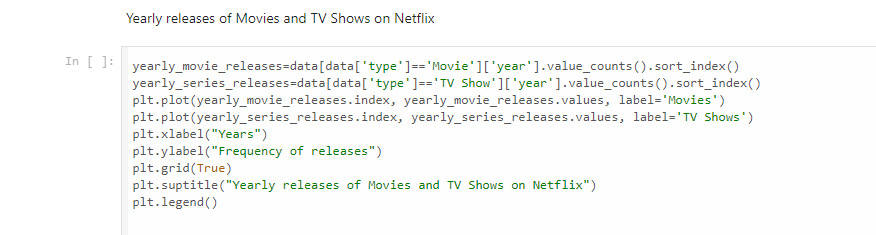 Yearly releases of Movies and TV Shows on Netflix
In [ ]:
yearly_movie_releases=data[data['type']=='Movie']['year'].value_counts().sort_index()
yearly_series_releases=data[data['type']=='TV Show']['year'].value_counts().sort_index()
plt.plot(yearly_movie_releases.index, yearly_movie_releases.values, label='Movies')
plt.plot(yearly_series_releases.index, yearly_series_releases.values, label='TV Shows')
plt.xlabel("Years")
plt.ylabel("Frequency of releases")
plt.grid(True)
plt.suptitle("Yearly releases of Movies and TV Shows on Netflix")
plt.legend()